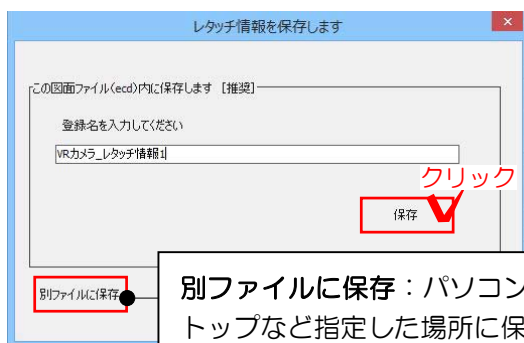 レタッチ情報を保存します
この図面ファイル(ecd)内に保存します [推奨]
登録名を入力してください
VRカメラ_レタッチ情報1
クリック
保存
別ファイルに保存
別ファイルに保存：パソコン
トップなど指定した場所に保